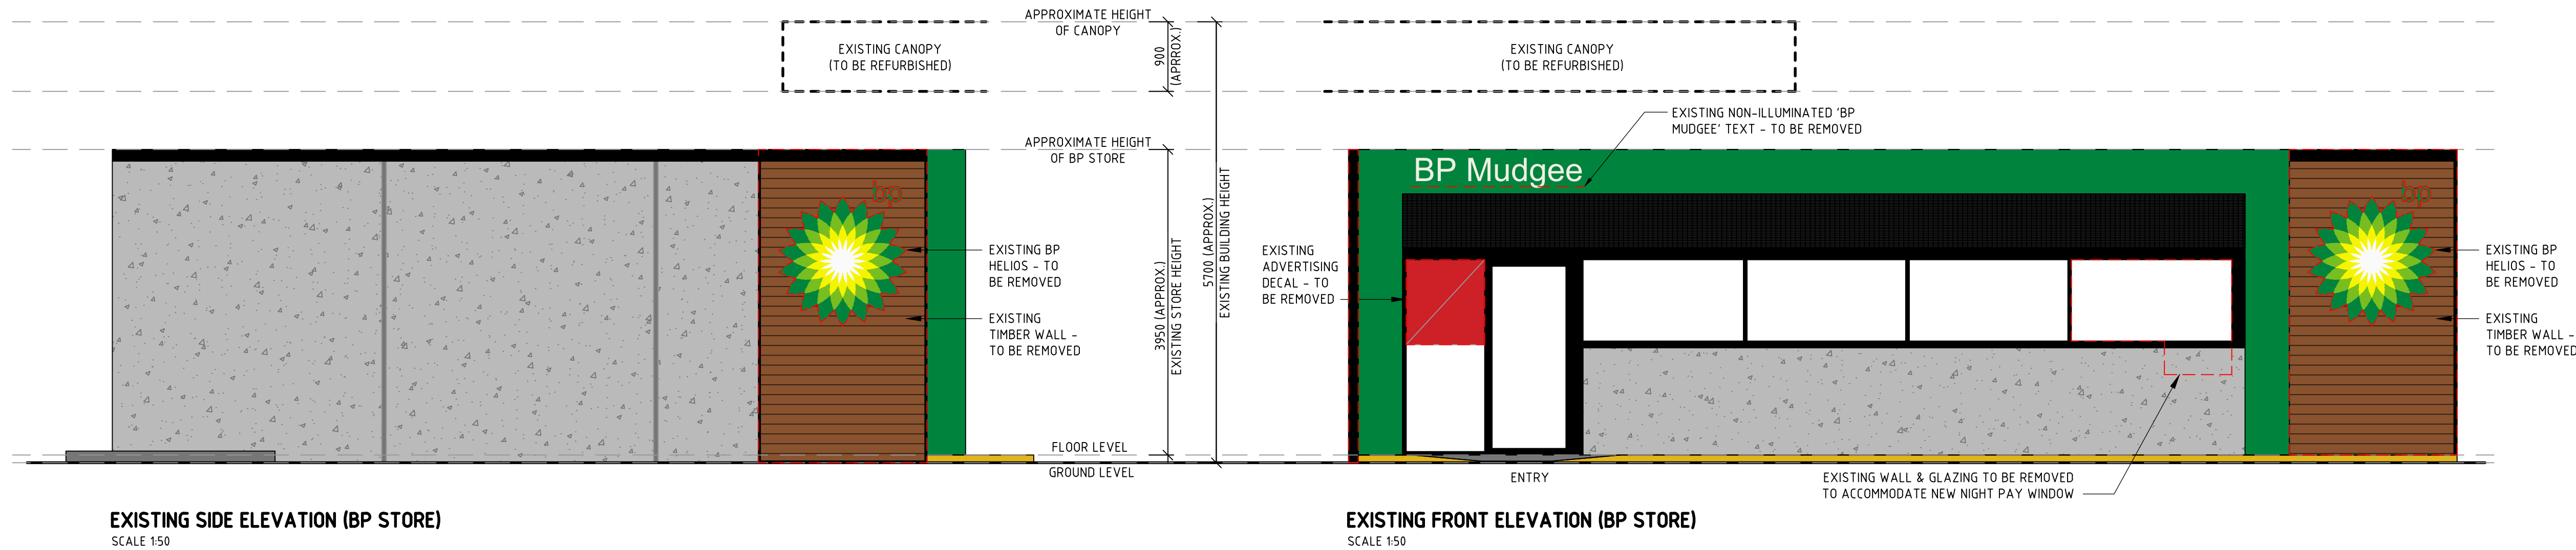 APPROXIMATE HEIGHT
OF CANOPY
EXISTING CANOPY
(TO BE REFURBISHED)
900
(APRROX.)
EXISTING CANOPY
(TO BE REFURBISHED)
EXISTING NON-ILLUMINATED 'BP
MUDGEE' TEXT - TO BE REMOVED
APPROXIMATE HEIGHT
OF BP STORE
BP Mudgee
bp
bp
EXISTING BP
HELIOS - TO
BE REMOVED
EXISTING
TIMBER WALL -
TO BE REMOVED
3950 (APPROX.)
EXISTING STORE HEIGHT
5700 (APPROX.)
EXISTING BUILDING HEIGHT
EXISTING
ADVERTISING
DECAL - TO
BE REMOVED
EXISTING BP
HELIOS - TO
BE REMOVED
EXISTING
TIMBER WALL -
TO BE REMOVED
FLOOR LEVEL
GROUND LEVEL
ENTRY
EXISTING WALL & GLAZING TO BE REMOVED
TO ACCOMMODATE NEW NIGHT PAY WINDOW
EXISTING SIDE ELEVATION (BP STORE)
SCALE 1:50
EXISTING FRONT ELEVATION (BP STORE)
SCALE 1:50